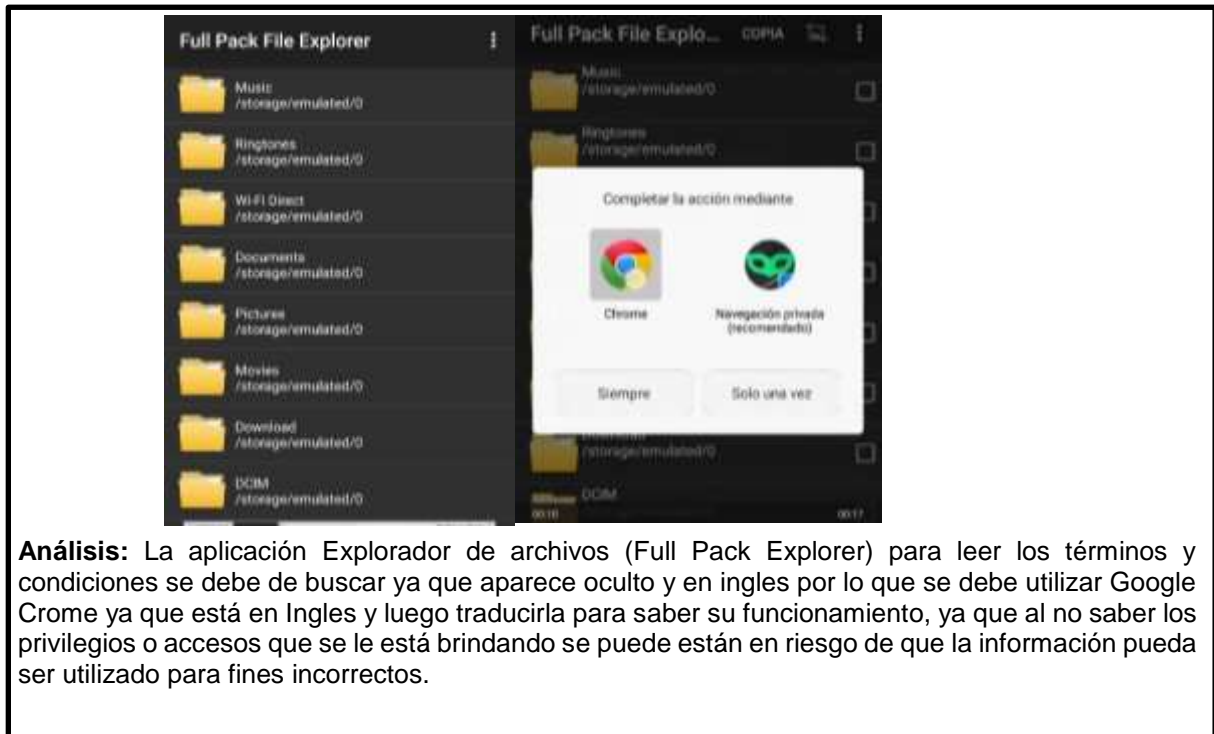 Full Pack File Explorer
Music
/storage/emulated/0
Ringtones
/storage/emulated/0
Wi-Fi Direct
/storage/emulated/0
Documents
/storage/emulated/0
Pictures
/storage/emulated/0
Movies
/storage/emulated/0
Download
/storage/emulated/0
DCIM
/storage/emulated/0
Full Pack File Explo... COPIA
Music
/storage/emulated/0
Ringtones
/storage/emulated/0
Completar la acción mediante
Chrome
Navegación privada
(recomendado)
Siempre
Solo una vez
/storage/emulated/0
DCIM
00:10
00:17
Análisis: La aplicación Explorador de archivos (Full Pack Explorer) para leer los términos y
condiciones se debe de buscar ya que aparece oculto y en ingles por lo que se debe utilizar Google
Crome ya que está en Ingles y luego traducirla para saber su funcionamiento, ya que al no saber los
privilegios o accesos que se le está brindando se puede están en riesgo de que la información pueda
ser utilizado para fines incorrectos.